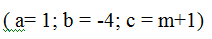 ( a= 1; b = -4; c = m+1)